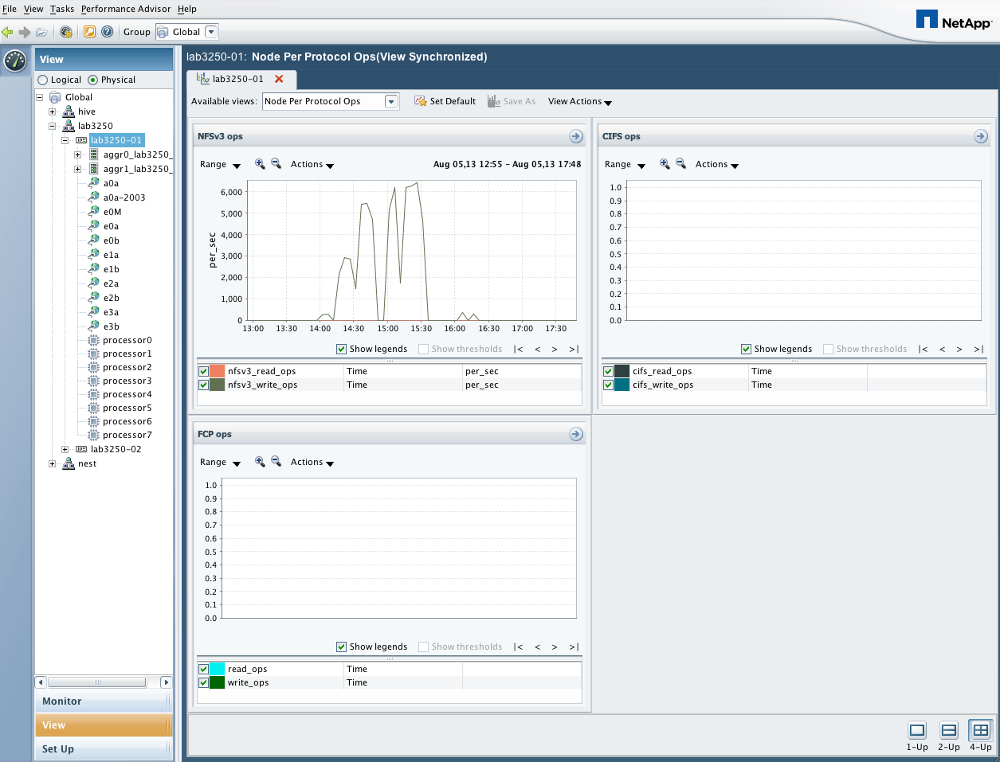 File View Tasks Performance Advisor Help
Group Global
NetApp
View
Logical Physical
Global
hive
lab3250
lab3250-01
aggr0_lab3250_
aggr1_lab3250_
a0a
a0a-2003
e0M
e0a
e0b
e1a
e1b
e2a
e2b
e3a
e3b
processor0
processor1
processor2
processor3
processor4
processor5
processor6
processor7
lab3250-02
nest
Monitor
View
Set Up
lab3250-01: Node Per Protocol Ops(View Synchronized)
lab3250-01
Available views: Node Per Protocol Ops Set Default Save As View Actions
NFSv3 ops
Range Actions Aug 05,13 12:55 - Aug 05,13 17:48
6,000
5,000
4,000
3,000
2,000
1,000
0
per_sec
13:00 13:30 14:00 14:30 15:00 15:30 16:00 16:30 17:00 17:30
Show legends Show thresholds |< < > >|
nfsv3_read_ops Time per_sec
nfsv3_write_ops Time per_sec
CIFS ops
Range Actions
1.0
0.9
0.8
0.7
0.6
0.5
0.4
0.3
0.2
0.1
0.0
Show legends Show thresholds |< < > >|
cifs_read_ops Time
cifs_write_ops Time
FCP ops
Range Actions
1.0
0.9
0.8
0.7
0.6
0.5
0.4
0.3
0.2
0.1
0.0
Show legends Show thresholds |< < > >|
read_ops Time
write_ops Time
1-Up 2-Up 4-Up